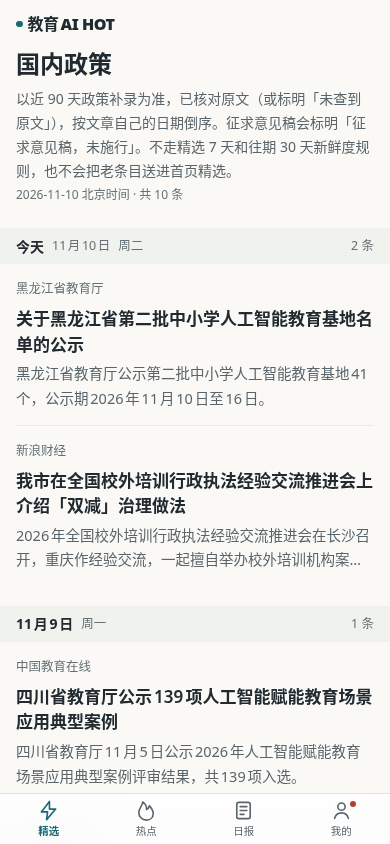 教育 AI HOT
国内政策
以近 90 天政策补录为准，已核对原文（或标明「未查到
原文」），按文章自己的日期倒序。征求意见稿会标明「征
求意见稿，未施行」。不走精选 7 天和往期 30 天新鲜度规
则，也不会把老条目送进首页精选。
2026-11-10 北京时间 · 共 10 条
今天 11月10日 周二 2 条
黑龙江省教育厅
关于黑龙江省第二批中小学人工智能教育基地名
单的公示
黑龙江省教育厅公示第二批中小学人工智能教育基地41
个，公示期2026年11月10日至16日。
新浪财经
我市在全国校外培训行政执法经验交流推进会上
介绍「双减」治理做法
2026年全国校外培训行政执法经验交流推进会在长沙召
开，重庆作经验交流，一起擅自举办校外培训机构案...
11月9日 周一 1 条
中国教育在线
四川省教育厅公示139项人工智能赋能教育场景
应用典型案例
四川省教育厅11月5日公示2026年人工智能赋能教育
场景应用典型案例评审结果，共139项入选。
精选 热点 日报 我的